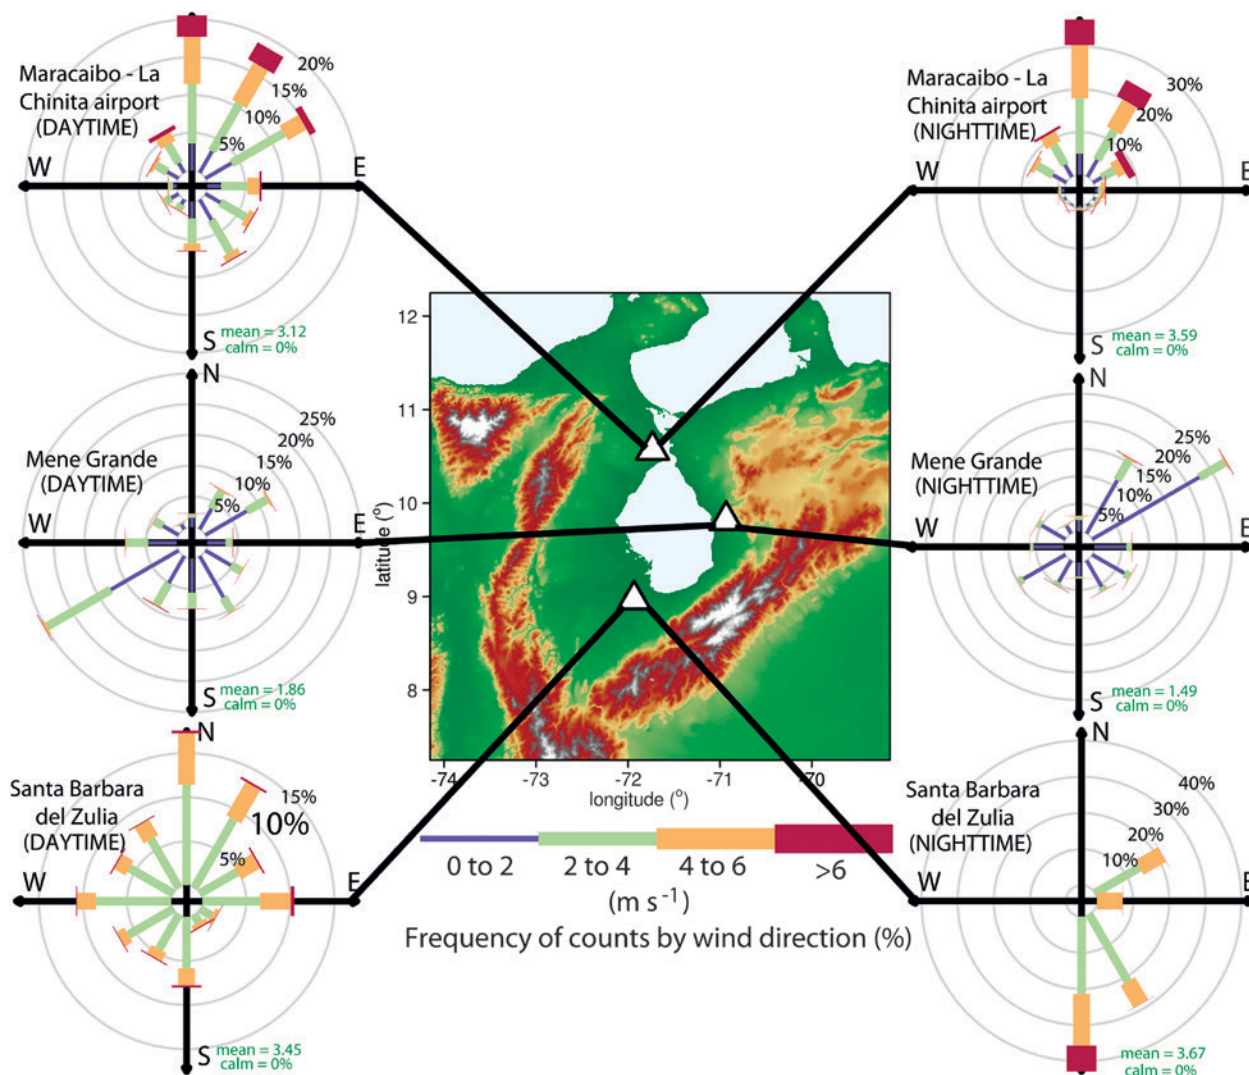 Maracaibo - La
Chinita airport
(DAYTIME)
20%
15%
10%
5%
W
E
S
mean = 3.12
calm = 0%
Maracaibo - La
Chinita airport
(NIGHTTIME)
30%
20%
10%
W
E
S
mean = 3.59
calm = 0%
N
Mene Grande
(DAYTIME)
25%
20%
15%
10%
5%
W
E
S
mean = 1.86
calm = 0%
N
Mene Grande
(NIGHTTIME)
25%
20%
15%
10%
5%
W
E
S
mean = 1.49
calm = 0%
12
11
10
9
8
latitude (º)
-74
-73
-72
-71
-70
longitude (º)
N
Santa Barbara
del Zulia
(DAYTIME)
15%
10%
5%
W
E
S
mean = 3.45
calm = 0%
0 to 2
2 to 4
4 to 6
>6
(m s⁻¹)
Frequency of counts by wind direction (%)
N
Santa Barbara
del Zulia
(NIGHTTIME)
40%
30%
20%
10%
W
E
mean = 3.67
calm = 0%